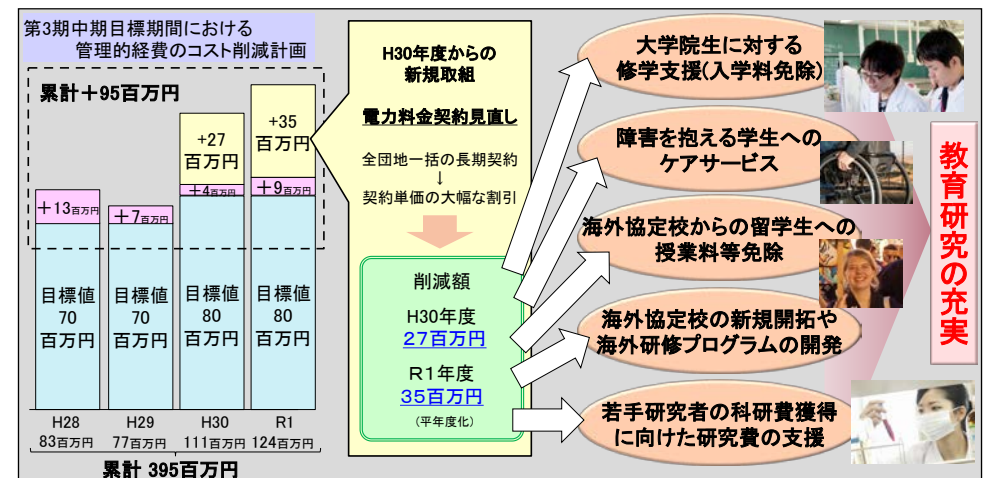 第3期中期目標期間における
管理的経費のコスト削減計画
累計＋95百万円
+27
百万円
+35
百万円
＋13百万円
＋7百万円
＋4百万円
＋9百万円
目標値
70
百万円
目標値
70
百万円
目標値
80
百万円
目標値
80
百万円
H28
83百万円
H29
77百万円
H30
111百万円
R1
124百万円
累計 395百万円
H30年度からの
新規取組
電力料金契約見直し
全団地一括の長期契約
↓
契約単価の大幅な割引
削減額
H30年度
27百万円
R1年度
35百万円
(平年度化)
大学院生に対する
修学支援(入学料免除)
障害を抱える学生への
ケアサービス
海外協定校からの留学生への
授業料等免除
海外協定校の新規開拓や
海外研修プログラムの開発
若手研究者の科研費獲得
に向けた研究費の支援
教育研究の充実